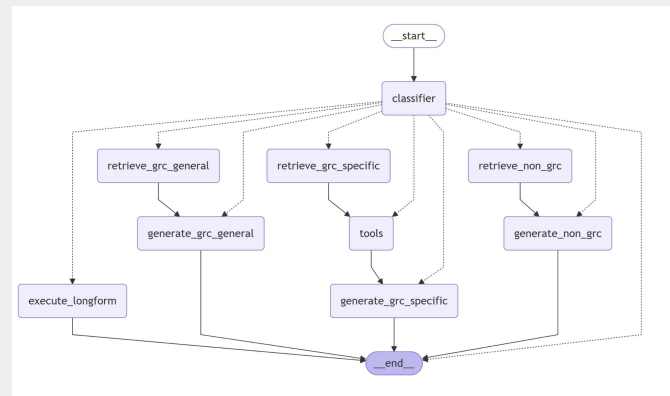 __start__
classifier
retrieve_grc_general
retrieve_grc_specific
retrieve_non_grc
generate_grc_general
tools
generate_non_grc
execute_longform
generate_grc_specific
__end__